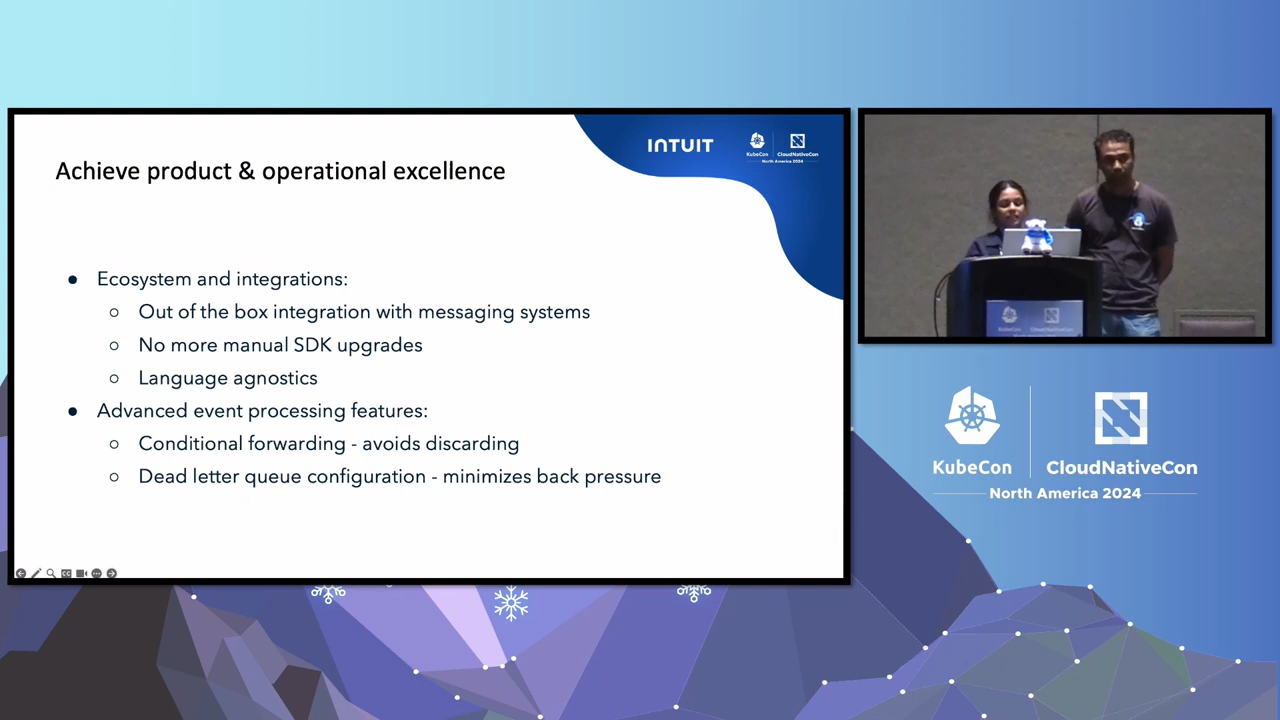 Achieve product & operational excellence
INTUIT
KubeCon
CloudNativeCon
North America 2024
● Ecosystem and integrations:
○ Out of the box integration with messaging systems
○ No more manual SDK upgrades
○ Language agnostics
● Advanced event processing features:
○ Conditional forwarding - avoids discarding
○ Dead letter queue configuration - minimizes back pressure
KubeCon
CloudNativeCon
North America 2024
KubeCon
CloudNativeCon